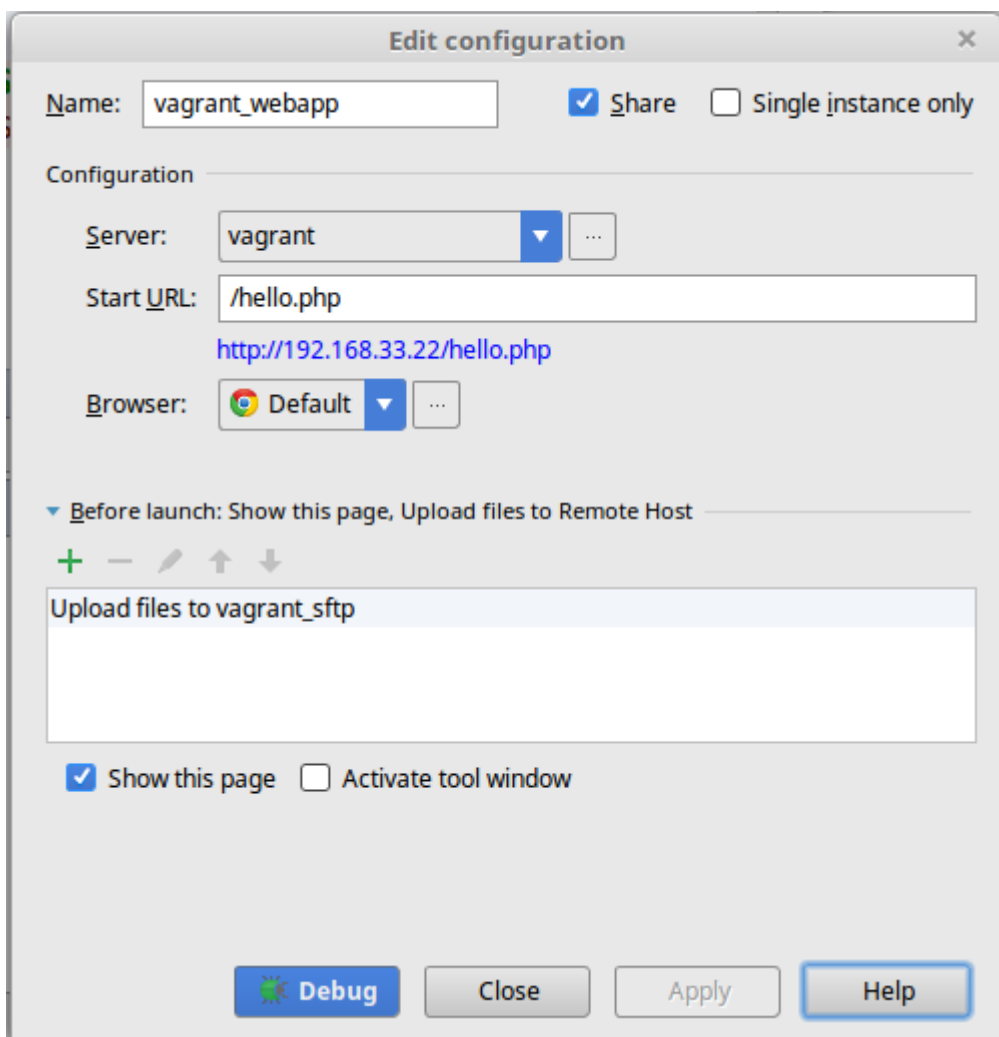 Edit configuration ×
Name: vagrant_webapp Share Single instance only
Configuration
Server: vagrant ...
Start URL: /hello.php
http://192.168.33.22/hello.php
Browser: Default ...
Before launch: Show this page, Upload files to Remote Host
Upload files to vagrant_sftp
Show this page Activate tool window
Debug Close Apply Help